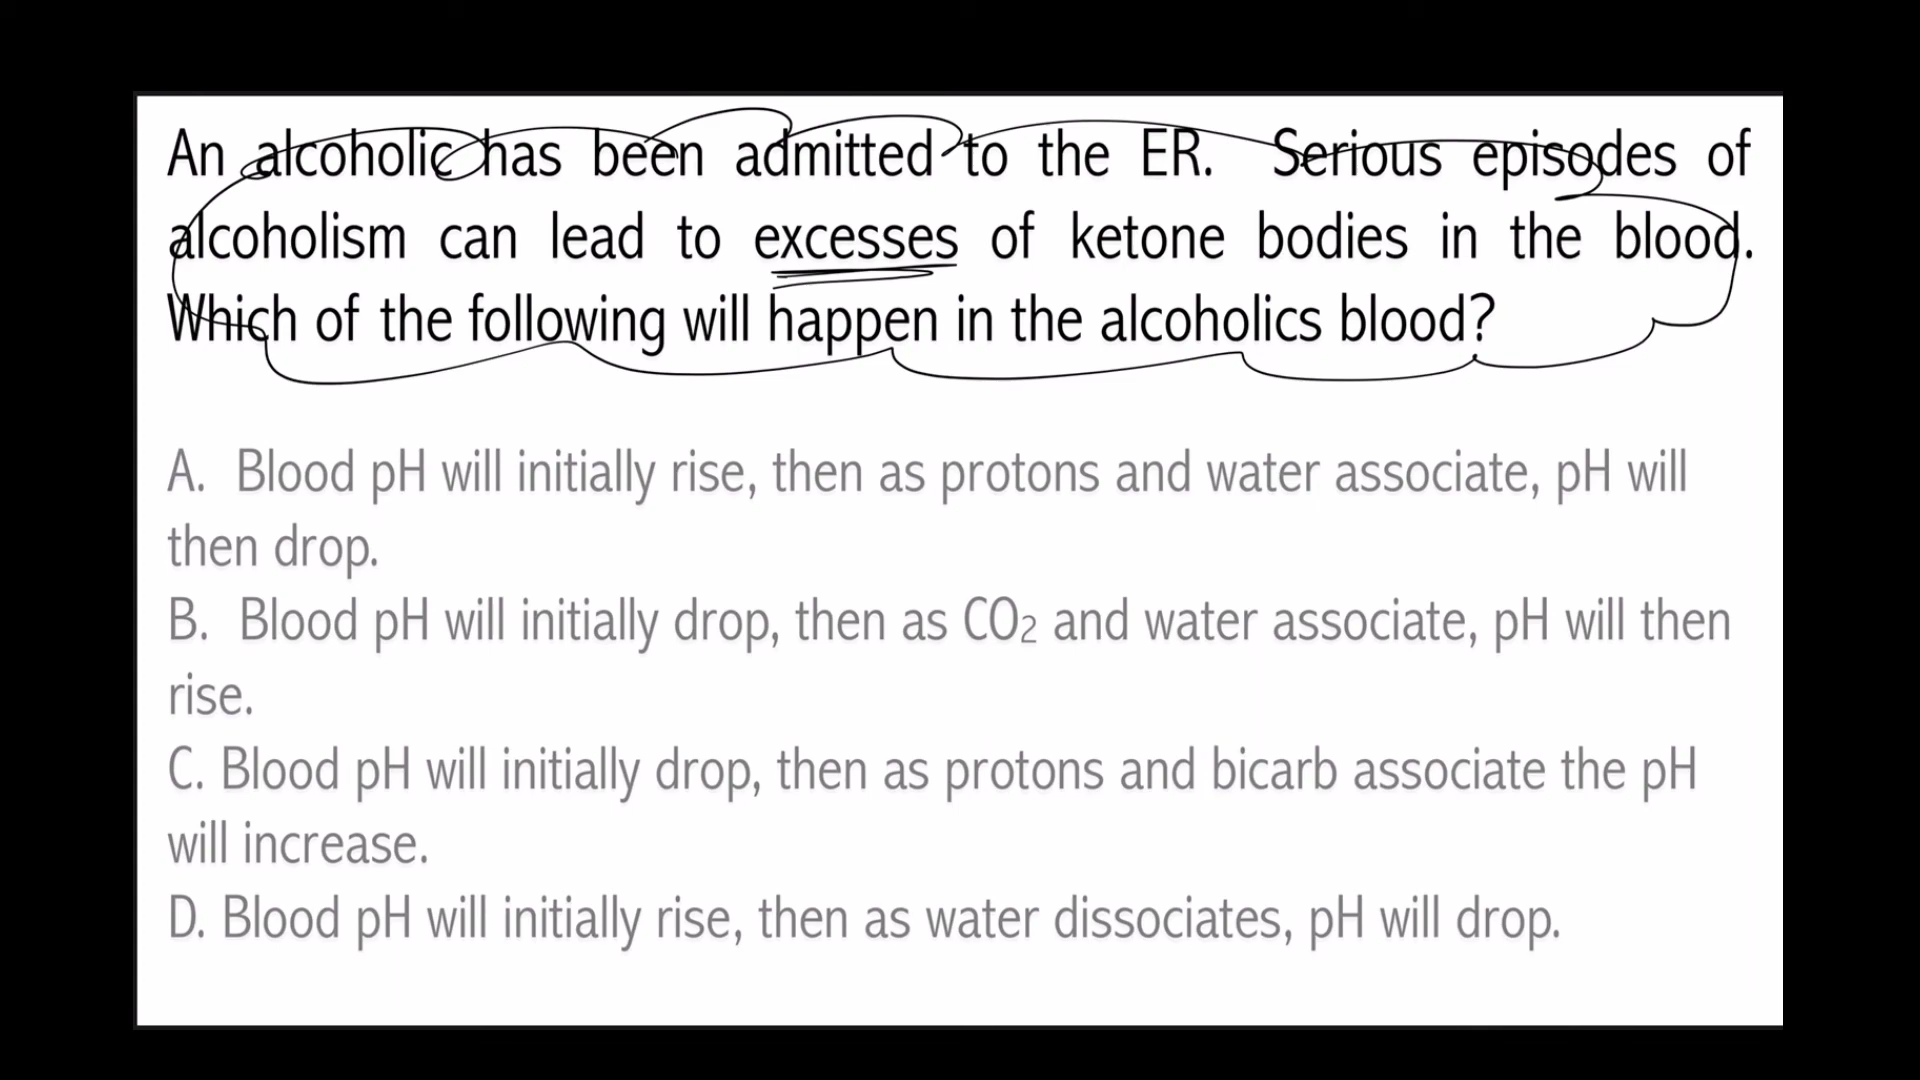 An alcoholic has been admitted to the ER. Serious episodes of
alcoholism can lead to excesses of ketone bodies in the blood.
Which of the following will happen in the alcoholics blood?
A. Blood pH will initially rise, then as protons and water associate, pH will
then drop.
B. Blood pH will initially drop, then as CO₂ and water associate, pH will then
rise.
C. Blood pH will initially drop, then as protons and bicarb associate the pH
will increase.
D. Blood pH will initially rise, then as water dissociates, pH will drop.